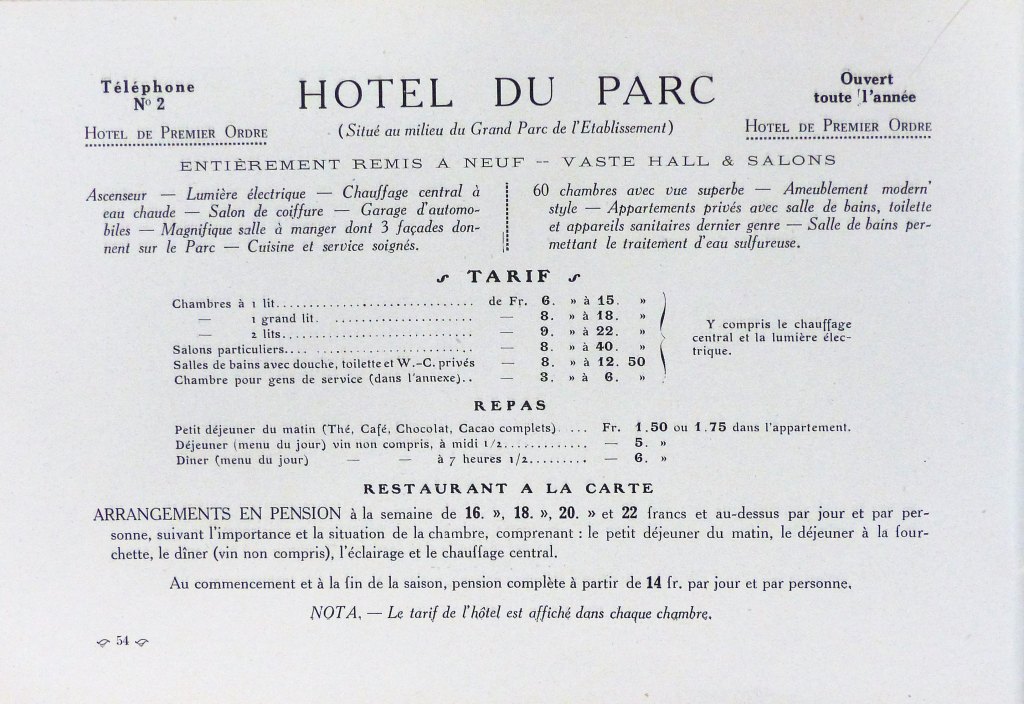 Téléphone
Nº 2
HOTEL DE PREMIER ORDRE
HOTEL DU PARC
(Situé au milieu du Grand Parc de l'Etablissement)
Ouvert
toute l'année
HOTEL DE PREMIER ORDRE
ENTIÈREMENT REMIS A NEUF -- VASTE HALL & SALONS
Ascenseur — Lumière électrique — Chauffage central à
eau chaude — Salon de coiffure — Garage d'automo-
biles — Magnifique salle à manger dont 3 façades don-
nent sur le Parc — Cuisine et service soignés.
60 chambres avec vue superbe — Ameublement modern'
style — Appartements privés avec salle de bains, toilette
et appareils sanitaires dernier genre — Salle de bains per-
mettant le traitement d'eau sulfureuse.
TARIF
Chambres à 1 lit.............................. de Fr. 6. » à 15. »
— 1 grand lit. ..................... — 8. » à 18. »
— 2 lits............................. — 9. » à 22. »
Salons particuliers.... ........................ — 8. » à 40. »
Salles de bains avec douche, toilette et W.-C. privés — 8. » à 12. 50
Chambre pour gens de service (dans l'annexe).. — 3. » à 6. »
Y compris le chauffage
central et la lumière élec-
trique.
REPAS
Petit déjeuner du matin (Thé, Café, Chocolat, Cacao complets). ... Fr. 1.50 ou 1.75 dans l'appartement.
Déjeuner (menu du jour) vin non compris, à midi 1/2............. — 5. »
Dîner (menu du jour) — — à 7 heures 1/2......... — 6. »
RESTAURANT A LA CARTE
ARRANGEMENTS EN PENSION à la semaine de 16. », 18. », 20. » et 22 francs et au-dessus par jour et par per-
sonne, suivant l'importance et la situation de la chambre, comprenant : le petit déjeuner du matin, le déjeuner à la four-
chette, le dîner (vin non compris), l'éclairage et le chauffage central.
Au commencement et à la fin de la saison, pension complète à partir de 14 fr. par jour et par personne.
NOTA. — Le tarif de l'hôtel est affiché dans chaque chambre.
54